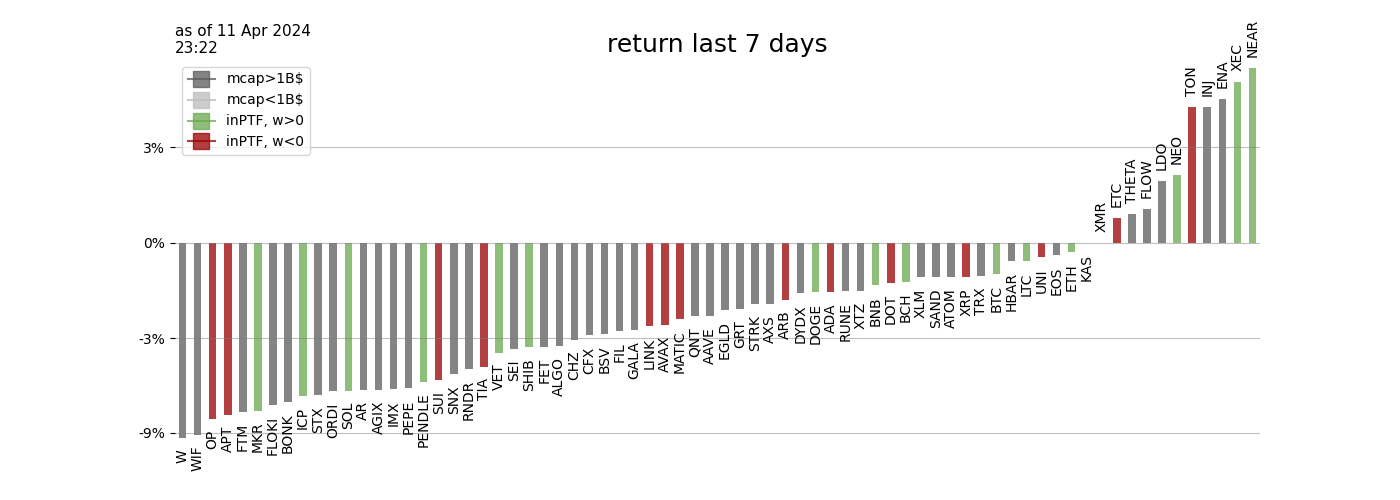 as of 11 Apr 2024
23:22
return last 7 days
mcap>1B$
mcap<1B$
inPTF, w>0
inPTF, w<0
3%
0%
-3%
-9%
W
WIF
OP
APT
FTM
MKR
FLOKI
BONK
ICP
STX
ORDI
SOL
AR
AGIX
IMX
PEPE
PENDLE
SUI
SNX
RNDR
TIA
VET
SEI
SHIB
FET
ALGO
CHZ
CFX
BSV
FIL
GALA
LINK
AVAX
MATIC
QNT
AAVE
EGLD
GRT
STRK
AXS
ARB
DYDX
DOGE
ADA
RUNE
XTZ
BNB
DOT
BCH
XLM
SAND
ATOM
XRP
TRX
BTC
HBAR
LTC
UNI
EOS
ETH
KAS
XMR
ETC
THETA
FLOW
LDO
NEO
TON
INJ
ENA
XEC
NEAR